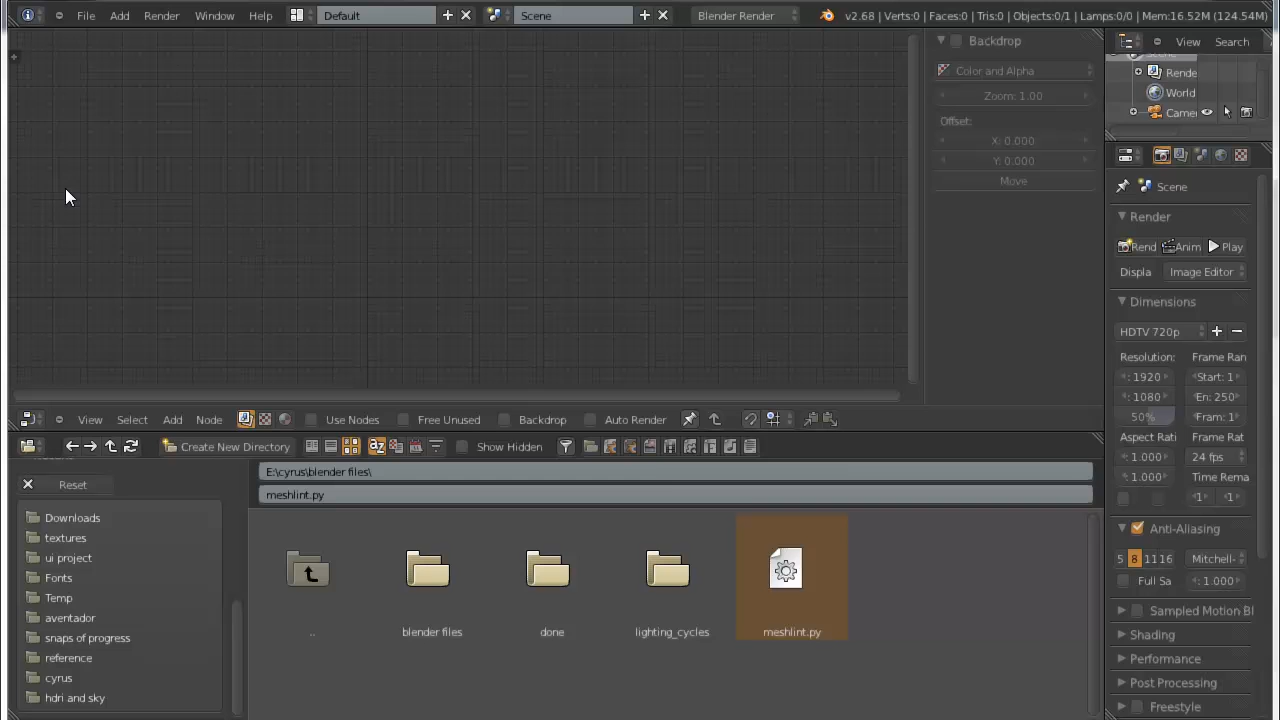 File Add Render Window Help Default Scene Blender Render v2.68 | Verts:0 | Faces:0 | Tris:0 | Objects:0/1 | Lamps:0/0 | Mem:16.52M (124.54M)
Backdrop
Color and Alpha
Zoom: 1.00
Offset:
X: 0.000
Y: 0.000
Move
View Search
Rende
World
Came
Scene
Render
Rend Anim Play
Displa Image Editor
Dimensions
HDTV 720p
Resolution: Frame Ran
: 1920 Start: 1
: 1080 En: 250
50% Fram: 1
Aspect Rati Frame Rat
: 1.000 24 fps
: 1.000 Time Rema
: 1 : 1
Anti-Aliasing
5 8 11 16 Mitchell-
Full Sa : 1.000
Sampled Motion Bl
Shading
Performance
Post Processing
Freestyle
View Select Add Node Use Nodes Free Unused Backdrop Auto Render
Create New Directory Show Hidden
Reset
Downloads
textures
ui project
Fonts
Temp
aventador
snaps of progress
reference
cyrus
hdri and sky
E:\cyrus\blender files\
meshlint.py
.. blender files done lighting_cycles meshlint.py